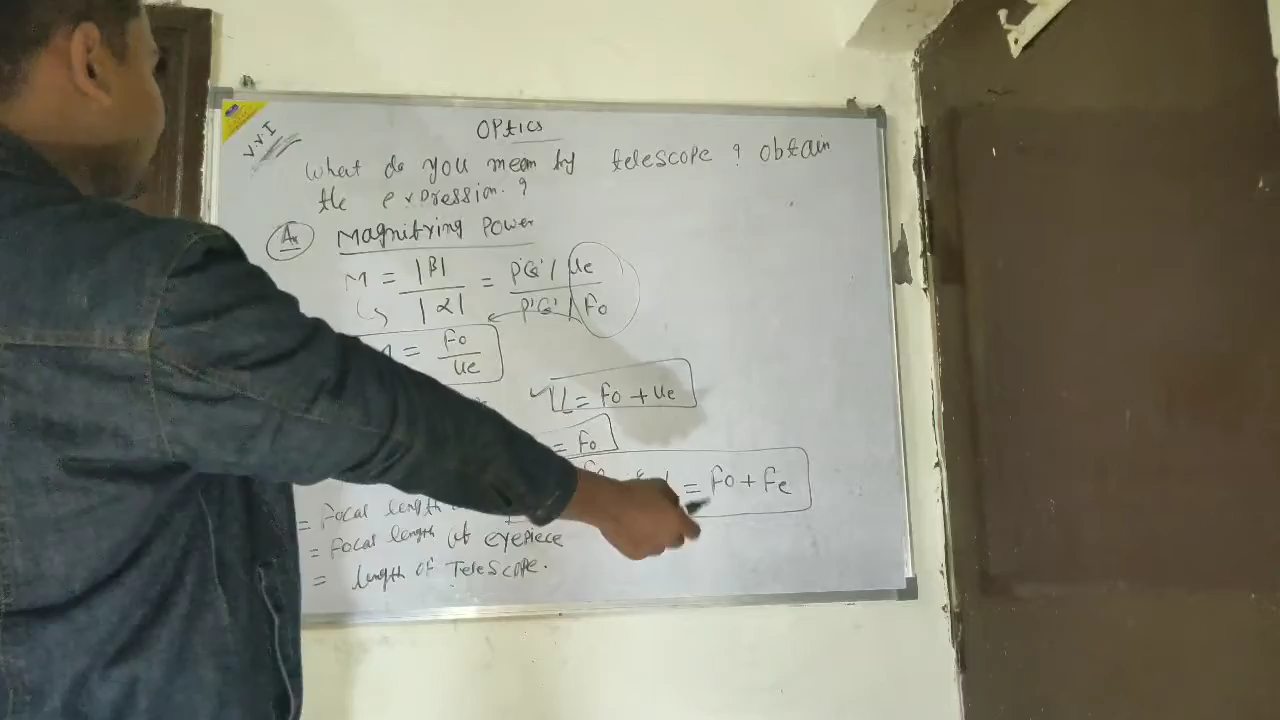 V.V.I
OPtics
What do you mean by telescope ? obtain
the expression. ?
Magnifying Power
M = |β| / |α| = P'Q' / ue / P'Q' / Fo
= Fo / ue
L = Fo + ue
= Fo
= Fo + Fe
= Focal length
= Focal length of eyepiece
= length of TeleScope.